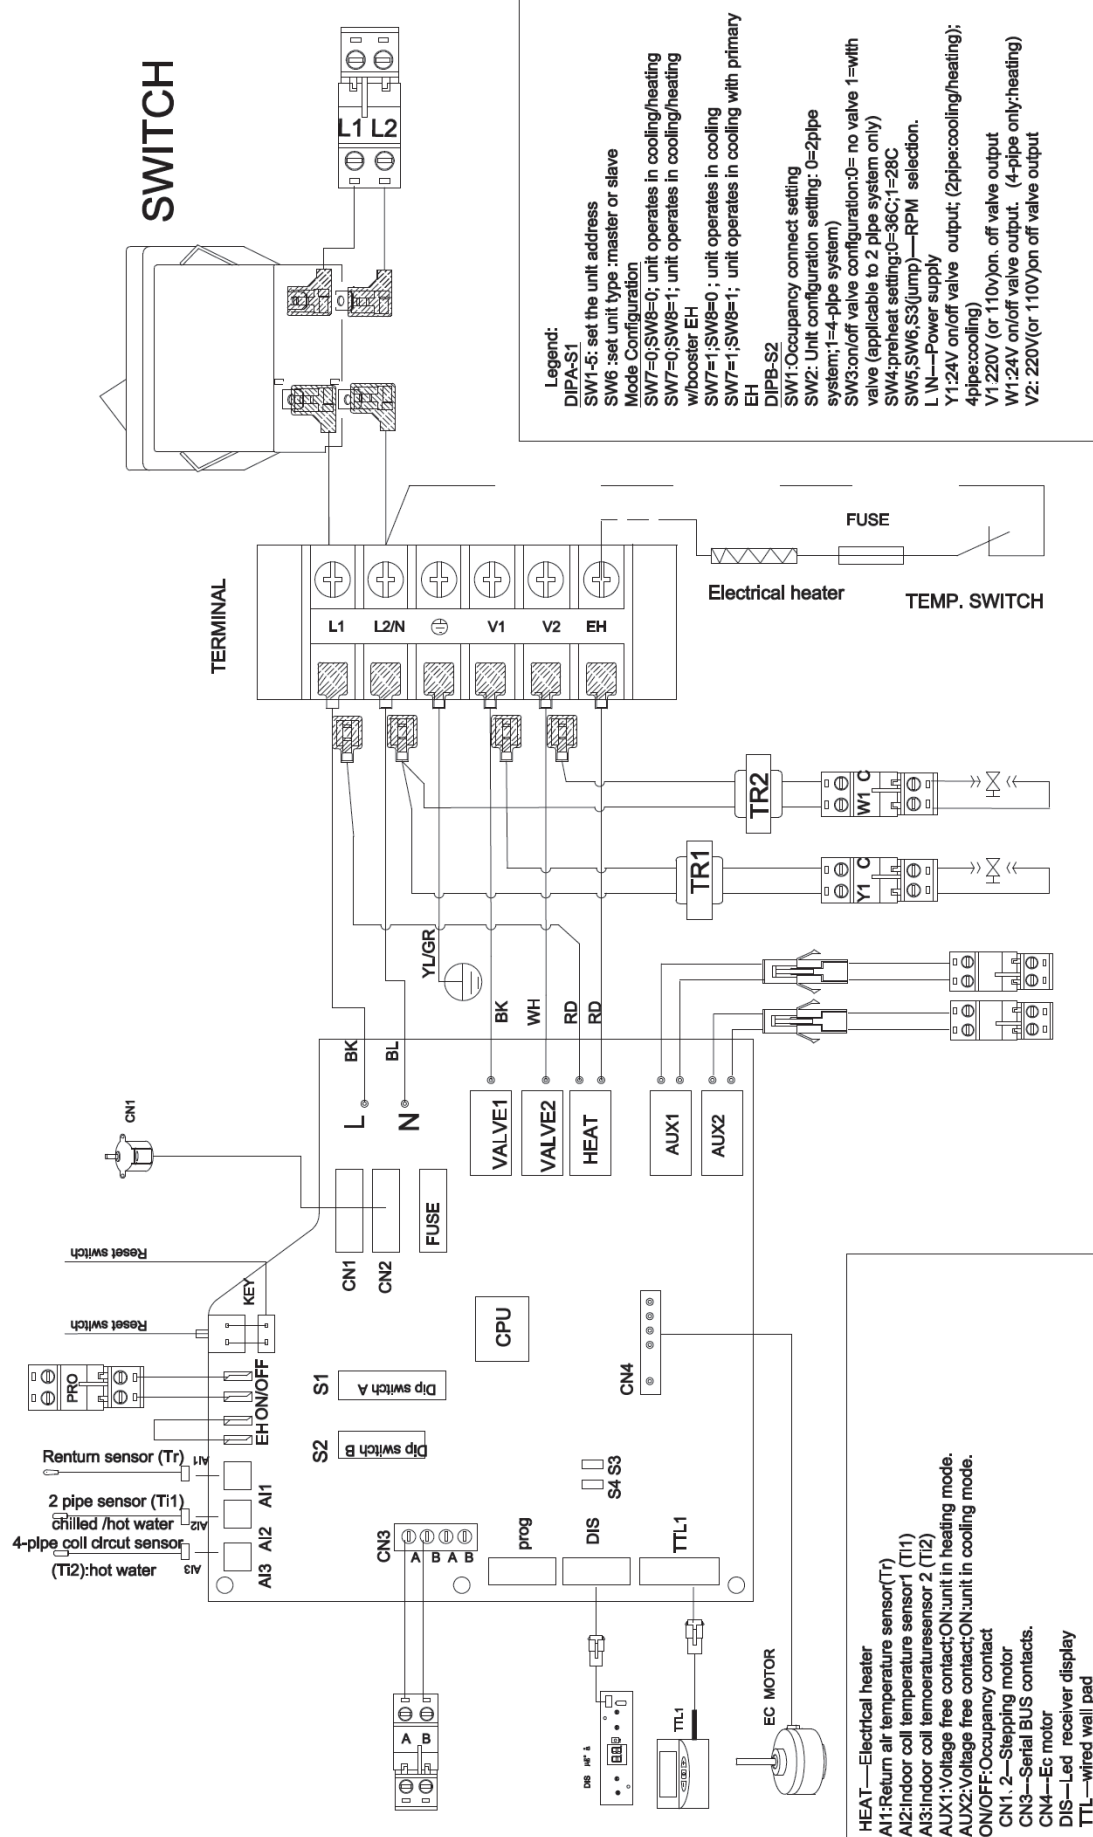 SWITCH
L1 L2
Legend:
DIPA-S1
SW1-5: set the unit address
SW6 :set unit type :master or slave
Mode Configuration
SW7=0;SW8=0; unit operates in cooling/heating
SW7=0;SW8=1; unit operates in cooling/heating
w/booster EH
SW7=1;SW8=0 ; unit operates in cooling
SW7=1;SW8=1; unit operates in cooling with primary
EH
DIPB-S2
SW1:Occupancy connect setting
SW2: Unit configuration setting: 0=2pipe
system;1=4-pipe system)
SW3:on/off valve configuration:0= no valve 1=with
valve (applicable to 2 pipe system only)
SW4:preheat setting:0=36C;1=28C
SW5,SW6,S3(jump)—RPM selection.
L \N---Power supply
Y1:24V on/off valve output; (2pipe:cooling/heating);
4pipe:cooling)
V1:220V (or 110v)on. off valve output
W1:24V on/off valve output. (4-pipe only:heating)
V2: 220V(or 110V)on off valve output
TERMINAL
L1
L2/N
V1
V2
EH
FUSE
Electrical heater
TEMP. SWITCH
TR2
W1 C
TR1
Y1 C
YL/GR
BK
BL
BK
WH
RD
RD
CN1
L
N
VALVE1
VALVE2
HEAT
AUX1
AUX2
Reset switch
Reset switch
KEY
CN1
CN2
FUSE
CPU
CN4
PRO
EH ON/OFF
S1
Dip switch A
S2
Dip switch B
S4 S3
Renturn sensor (Tr)
AI1
AI1
2 pipe sensor (Ti1)
chilled /hot water
AI2
AI2
4-pipe coil circut sensor
(Ti2):hot water
AI3
AI3
CN3
A B A B
prog
DIS
TTL1
A B
DIS
TTL1
EC MOTOR
HEAT—Electrical heater
AI1:Return air temperature sensor(Tr)
AI2:Indoor coil temperature sensor1 (Ti1)
AI3:Indoor coil temoeraturesensor 2 (Ti2)
AUX1:Voltage free contact;ON:unit in heating mode.
AUX2:Voltage free contact;ON:unit in cooling mode.
ON/OFF:Occupancy contact
CN1. 2—Stepping motor
CN3---Serial BUS contacts.
CN4---Ec motor
DIS---Led receiver display
TTL---wired wall pad